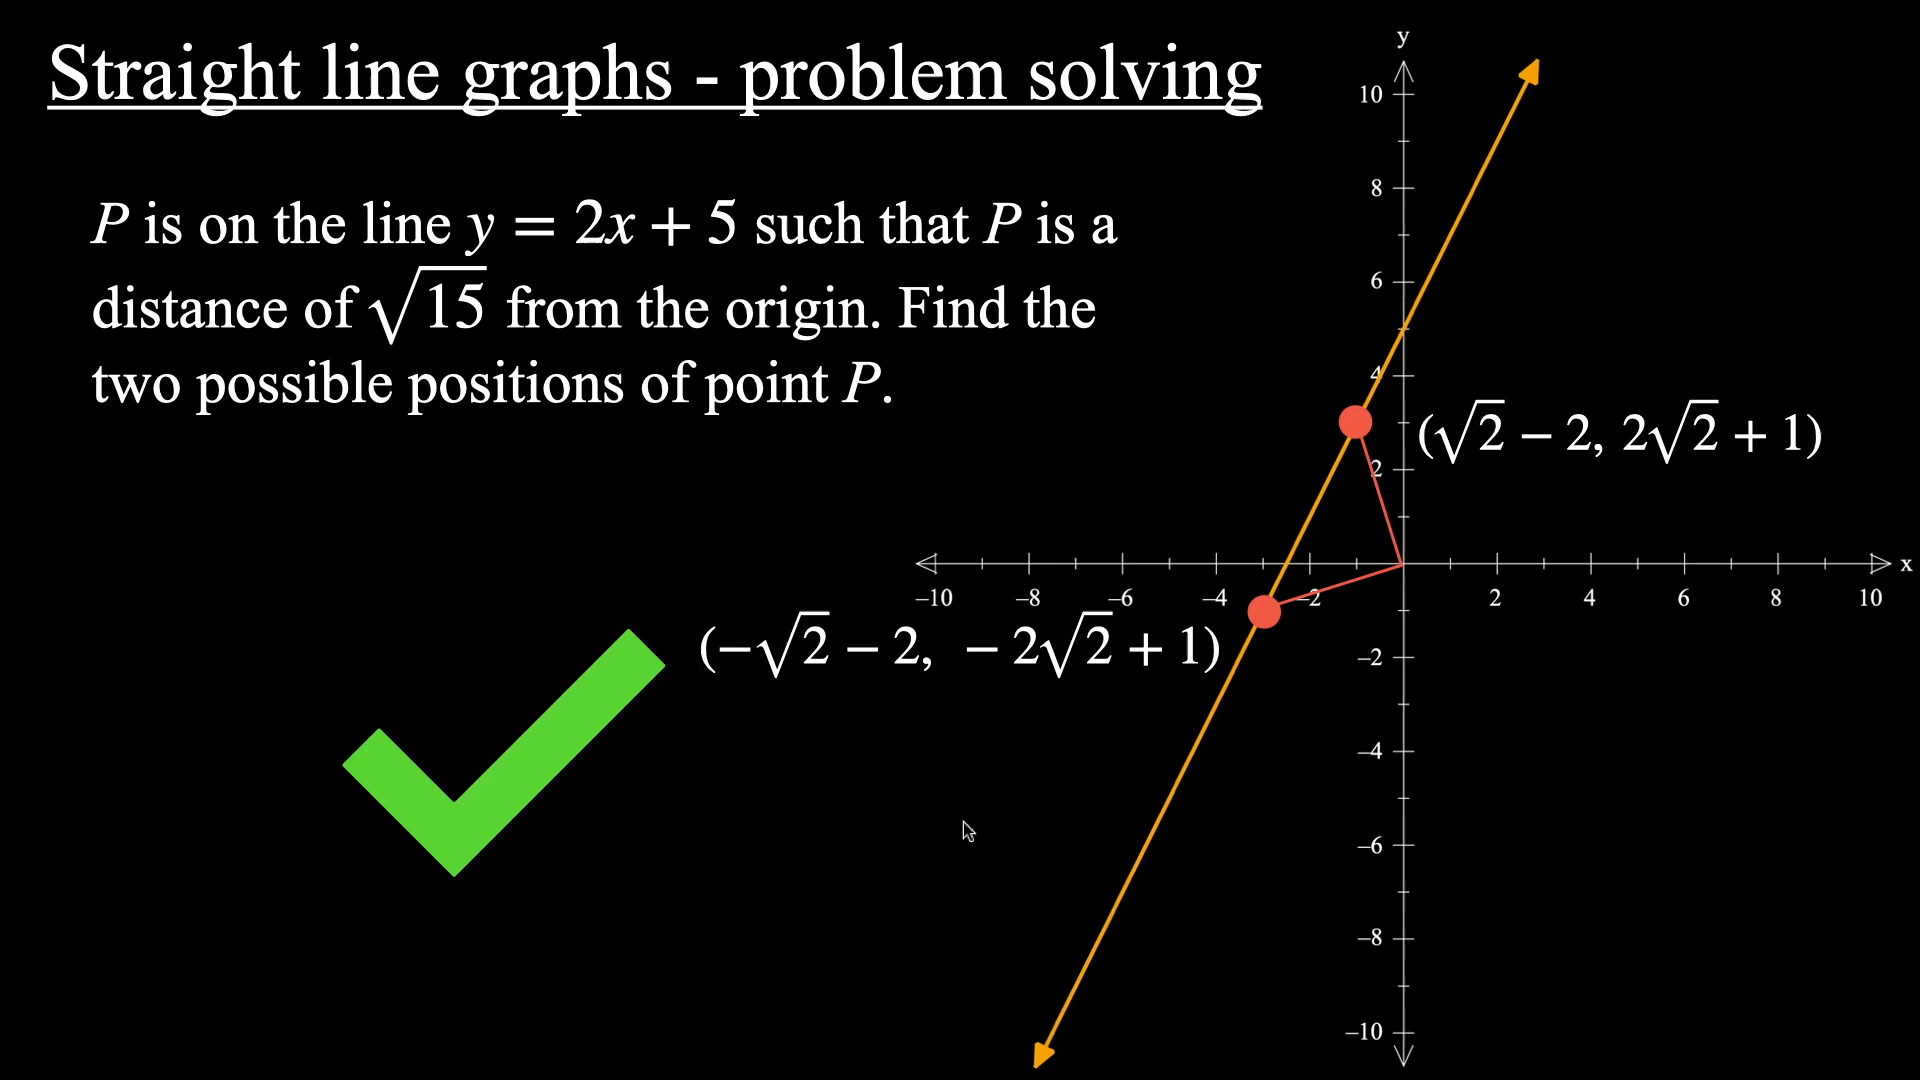 Straight line graphs - problem solving
P is on the line y = 2x + 5 such that P is a
distance of √15 from the origin. Find the
two possible positions of point P.
y
10
8
6
4
(√2 − 2, 2√2 + 1)
2
x
–10 –8 –6 –4 –2 2 4 6 8 10
(−√2 − 2, − 2√2 + 1)
–2
–4
–6
–8
–10